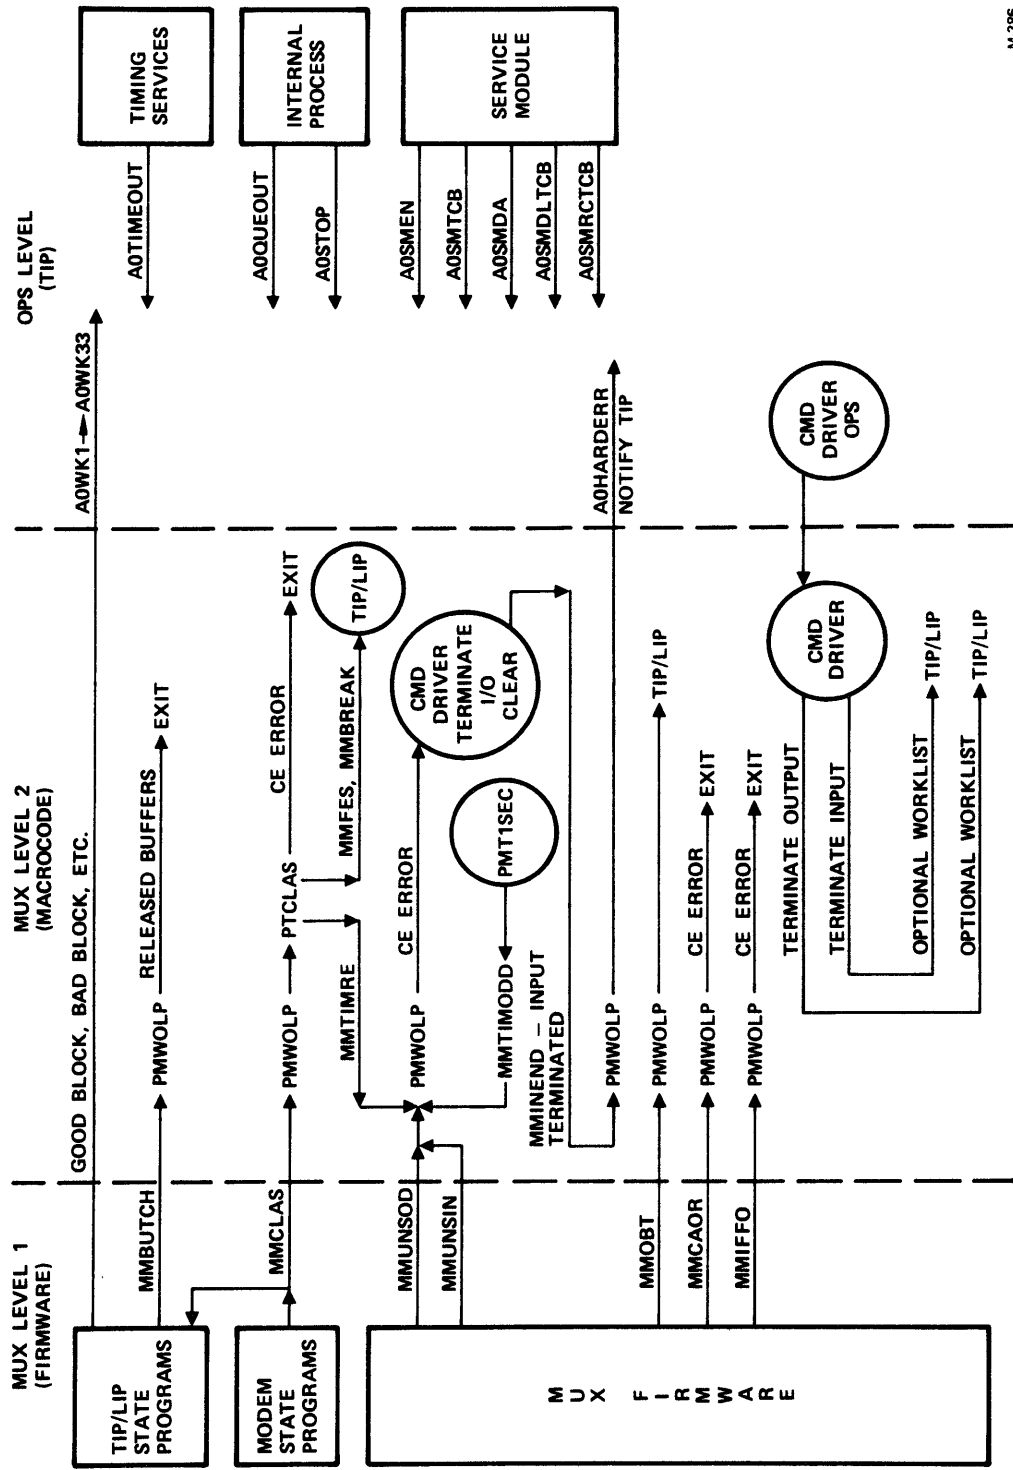 MUX LEVEL 1
(FIRMWARE)
MUX LEVEL 2
(MACROCODE)
OPS LEVEL
(TIP)
TIP/LIP
STATE
PROGRAMS
GOOD BLOCK, BAD BLOCK, ETC.
A0WK1 A0WK33
TIMING
SERVICES
A0TIMEOUT
MMBUTCH
PMWOLP
RELEASED BUFFERS
EXIT
MODEM
STATE
PROGRAMS
MMCLAS
PMWOLP
PTCLAS
CE ERROR
EXIT
INTERNAL
PROCESS
A0QUEOUT
A0STOP
MMTIMRE
MMFES, MMBREAK
TIP/LIP
MUX FIRMWARE
MMUNSOD
MMUNSIN
PMWOLP
CE ERROR
CMD
DRIVER
TERMINATE
I/O
CLEAR
SERVICE
MODULE
A0SMEN
A0SMTCB
A0SMDA
A0SMDLTCB
A0SMRCTCB
MMTIMODD
PMT1SEC
MMINEND – INPUT
TERMINATED
PMWOLP
A0HARDERR
NOTIFY TIP
MMOBT
PMWOLP
TIP/LIP
MMCAOR
PMWOLP
CE ERROR
EXIT
MMIFFO
PMWOLP
CE ERROR
EXIT
TERMINATE OUTPUT
TERMINATE INPUT
CMD
DRIVER
CMD
DRIVER
OPS
OPTIONAL WORKLIST
TIP/LIP
OPTIONAL WORKLIST
TIP/LIP
M-286